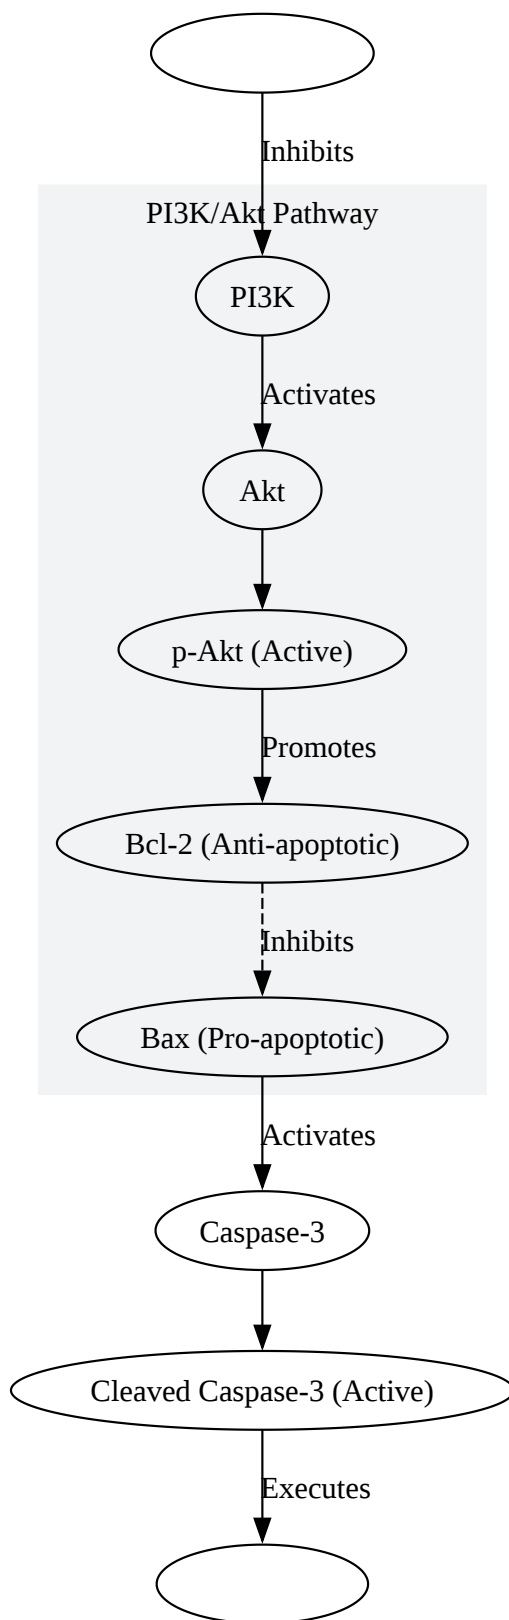 Inhibits
PI3K/Akt Pathway
PI3K
Activates
Akt
p-Akt (Active)
Promotes
Bcl-2 (Anti-apoptotic)
Inhibits
Bax (Pro-apoptotic)
Activates
Caspase-3
Cleaved Caspase-3 (Active)
Executes